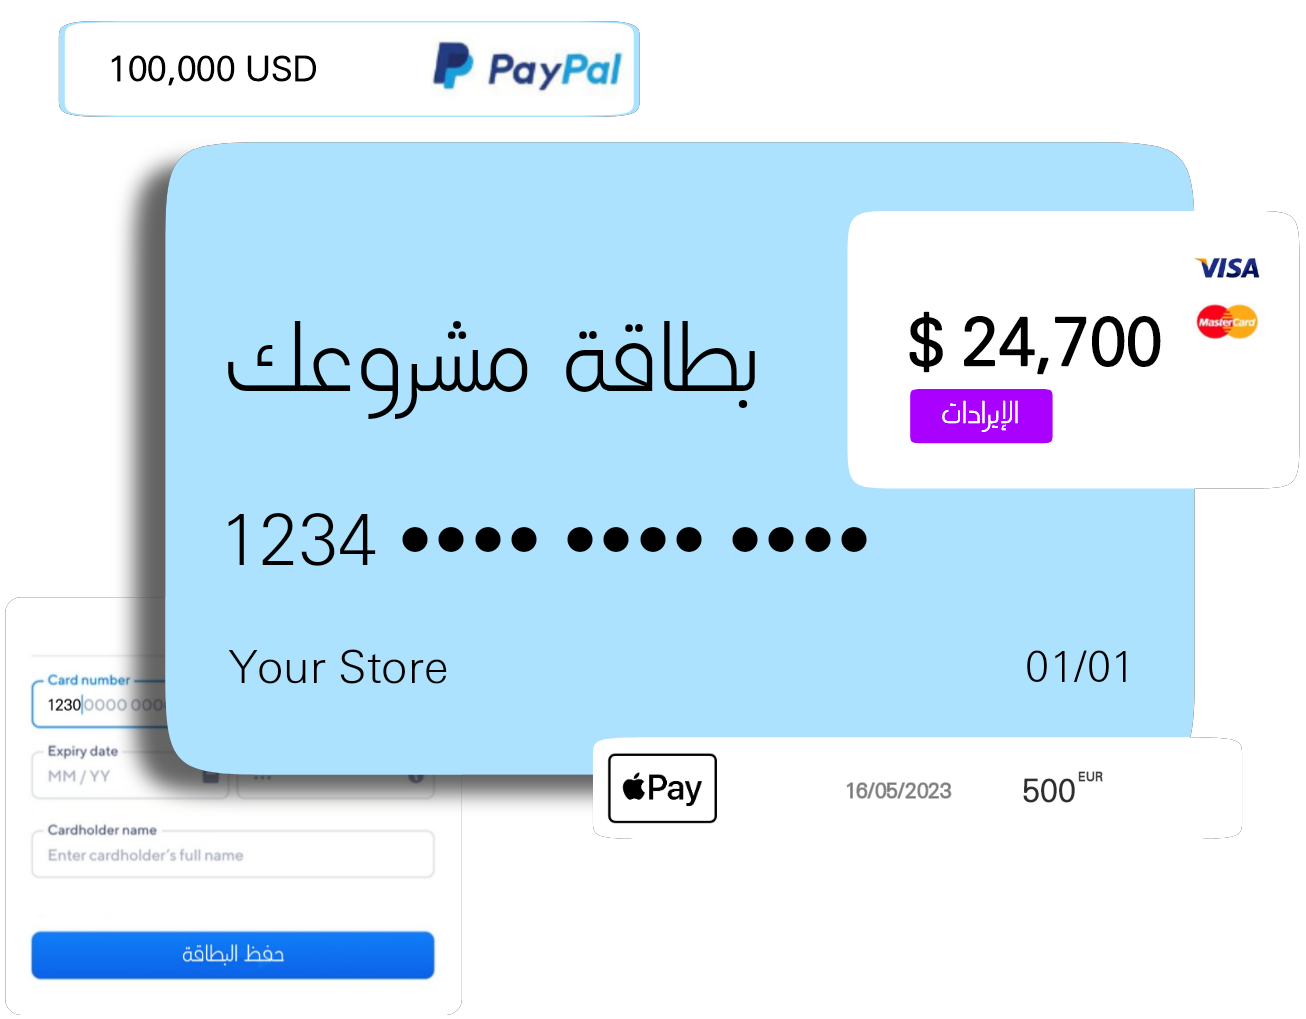 100,000 USD
PayPal
VISA
MasterCard
$ 24,700
الإيرادات
بطاقة مشروعك
1234 •••• •••• ••••
Your Store
01/01
Card number
1230 0000 000
Expiry date
MM / YY
•••
Cardholder name
Enter cardholder's full name
حفظ البطاقة
Pay
16/05/2023
500 EUR